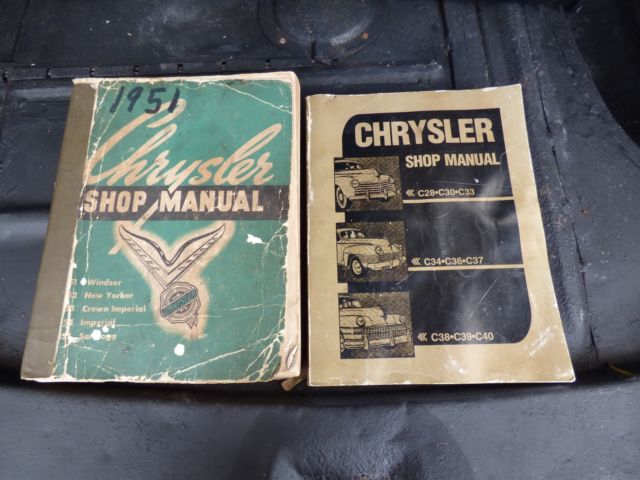 1951
Chrysler
SHOP MANUAL
Windsor
New Yorker
Crown Imperial
Imperial
CHRYSLER
SHOP MANUAL
C28•C30•C33
C34•C36•C37
C38•C39•C40